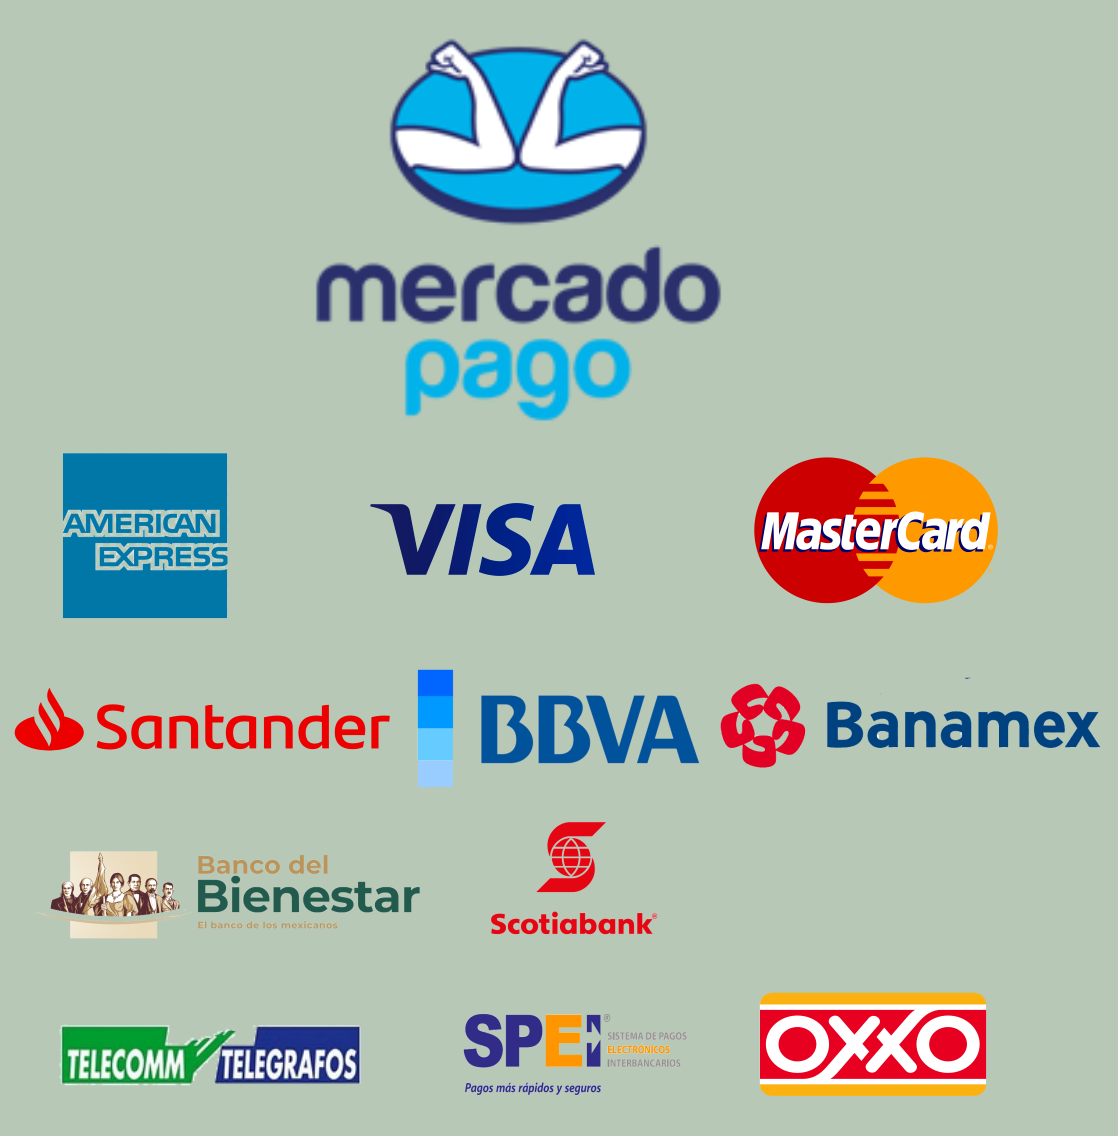 mercado
pago
AMERICAN
EXPRESS
VISA
MasterCard
Santander
BBVA
Banamex
Banco del
Bienestar
El banco de los mexicanos
Scotiabank®
TELECOMM TELEGRAFOS
SPEI®
SISTEMA DE PAGOS
ELECTRÓNICOS
INTERBANCARIOS
Pagos más rápidos y seguros
OXXO